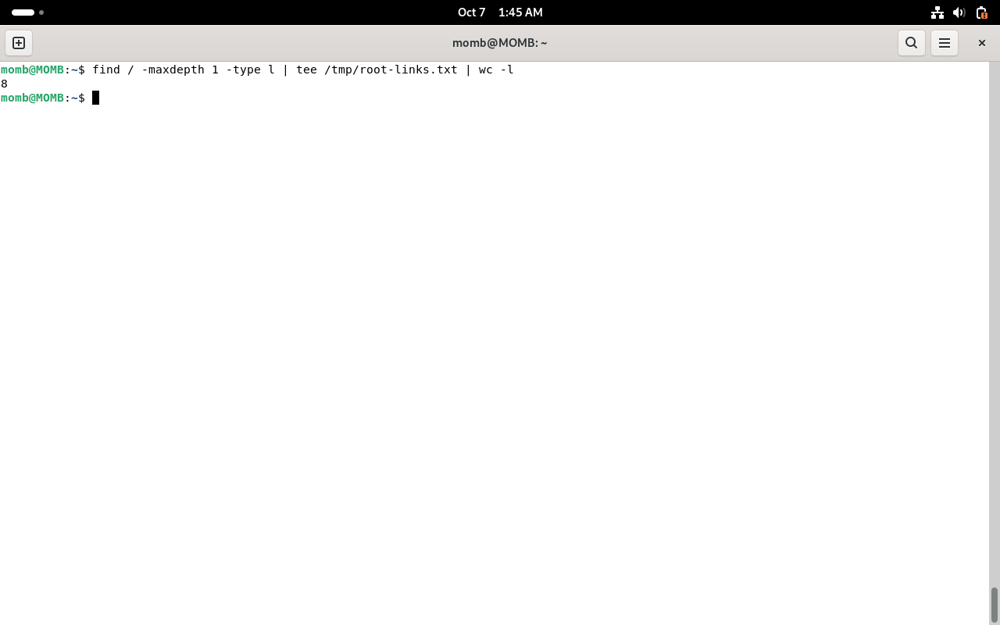 Oct 7 1:45 AM
momb@MOMB: ~
momb@MOMB:~$ find / -maxdepth 1 -type l | tee /tmp/root-links.txt | wc -l
8
momb@MOMB:~$